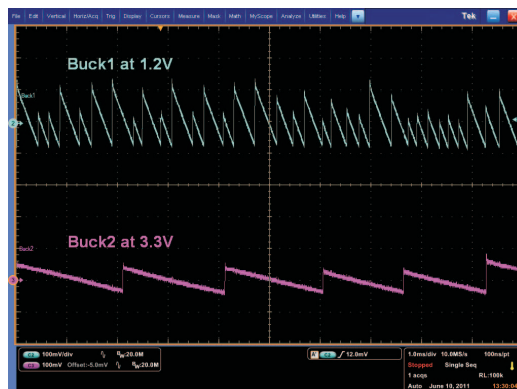 File Edit Vertical Horiz/Acq Trig Display Cursors Measure Mask Math MyScope Analyze Utilities Help Tek
Buck1 at 1.2V
Buck1
Buck2 at 3.3V
Buck2
100mV/div BW:20.0M
100mV Offset:-5.0mV BW:20.0M
12.0mV
1.0ms/div 10.0MS/s 100ns/pt
Stopped Single Seq
1 acqs RL:100k
Auto June 10, 2011 13:30:04